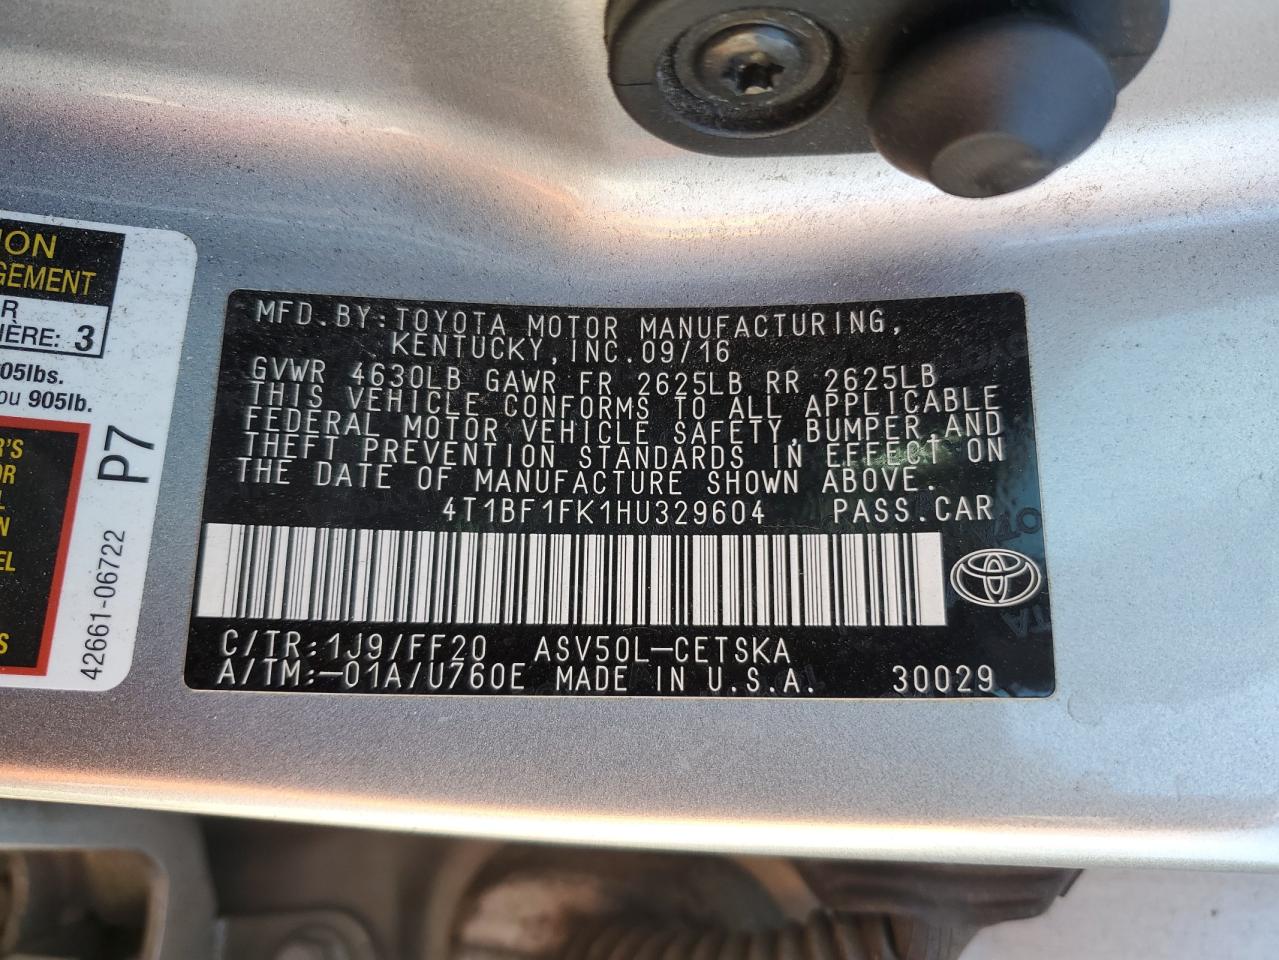 ION
GEMENT
R
IÈRE: 3
05lbs.
ou 905lb.
R'S
OR
L
N
EL
S
P7
42661-06722
MFD.BY:TOYOTA MOTOR MANUFACTURING,
KENTUCKY,INC.09/16
GVWR 4630LB GAWR FR 2625LB RR 2625LB
THIS VEHICLE CONFORMS TO ALL APPLICABLE
FEDERAL MOTOR VEHICLE SAFETY,BUMPER,AND
THEFT PREVENTION STANDARDS IN EFFECT ON
THE DATE OF MANUFACTURE SHOWN ABOVE.
4T1BF1FK1HU329604 PASS.CAR
C/TR:1J9/FF20 ASV50L-CETSKA
A/TM:-01A/U760E MADE IN U.S.A. 30029